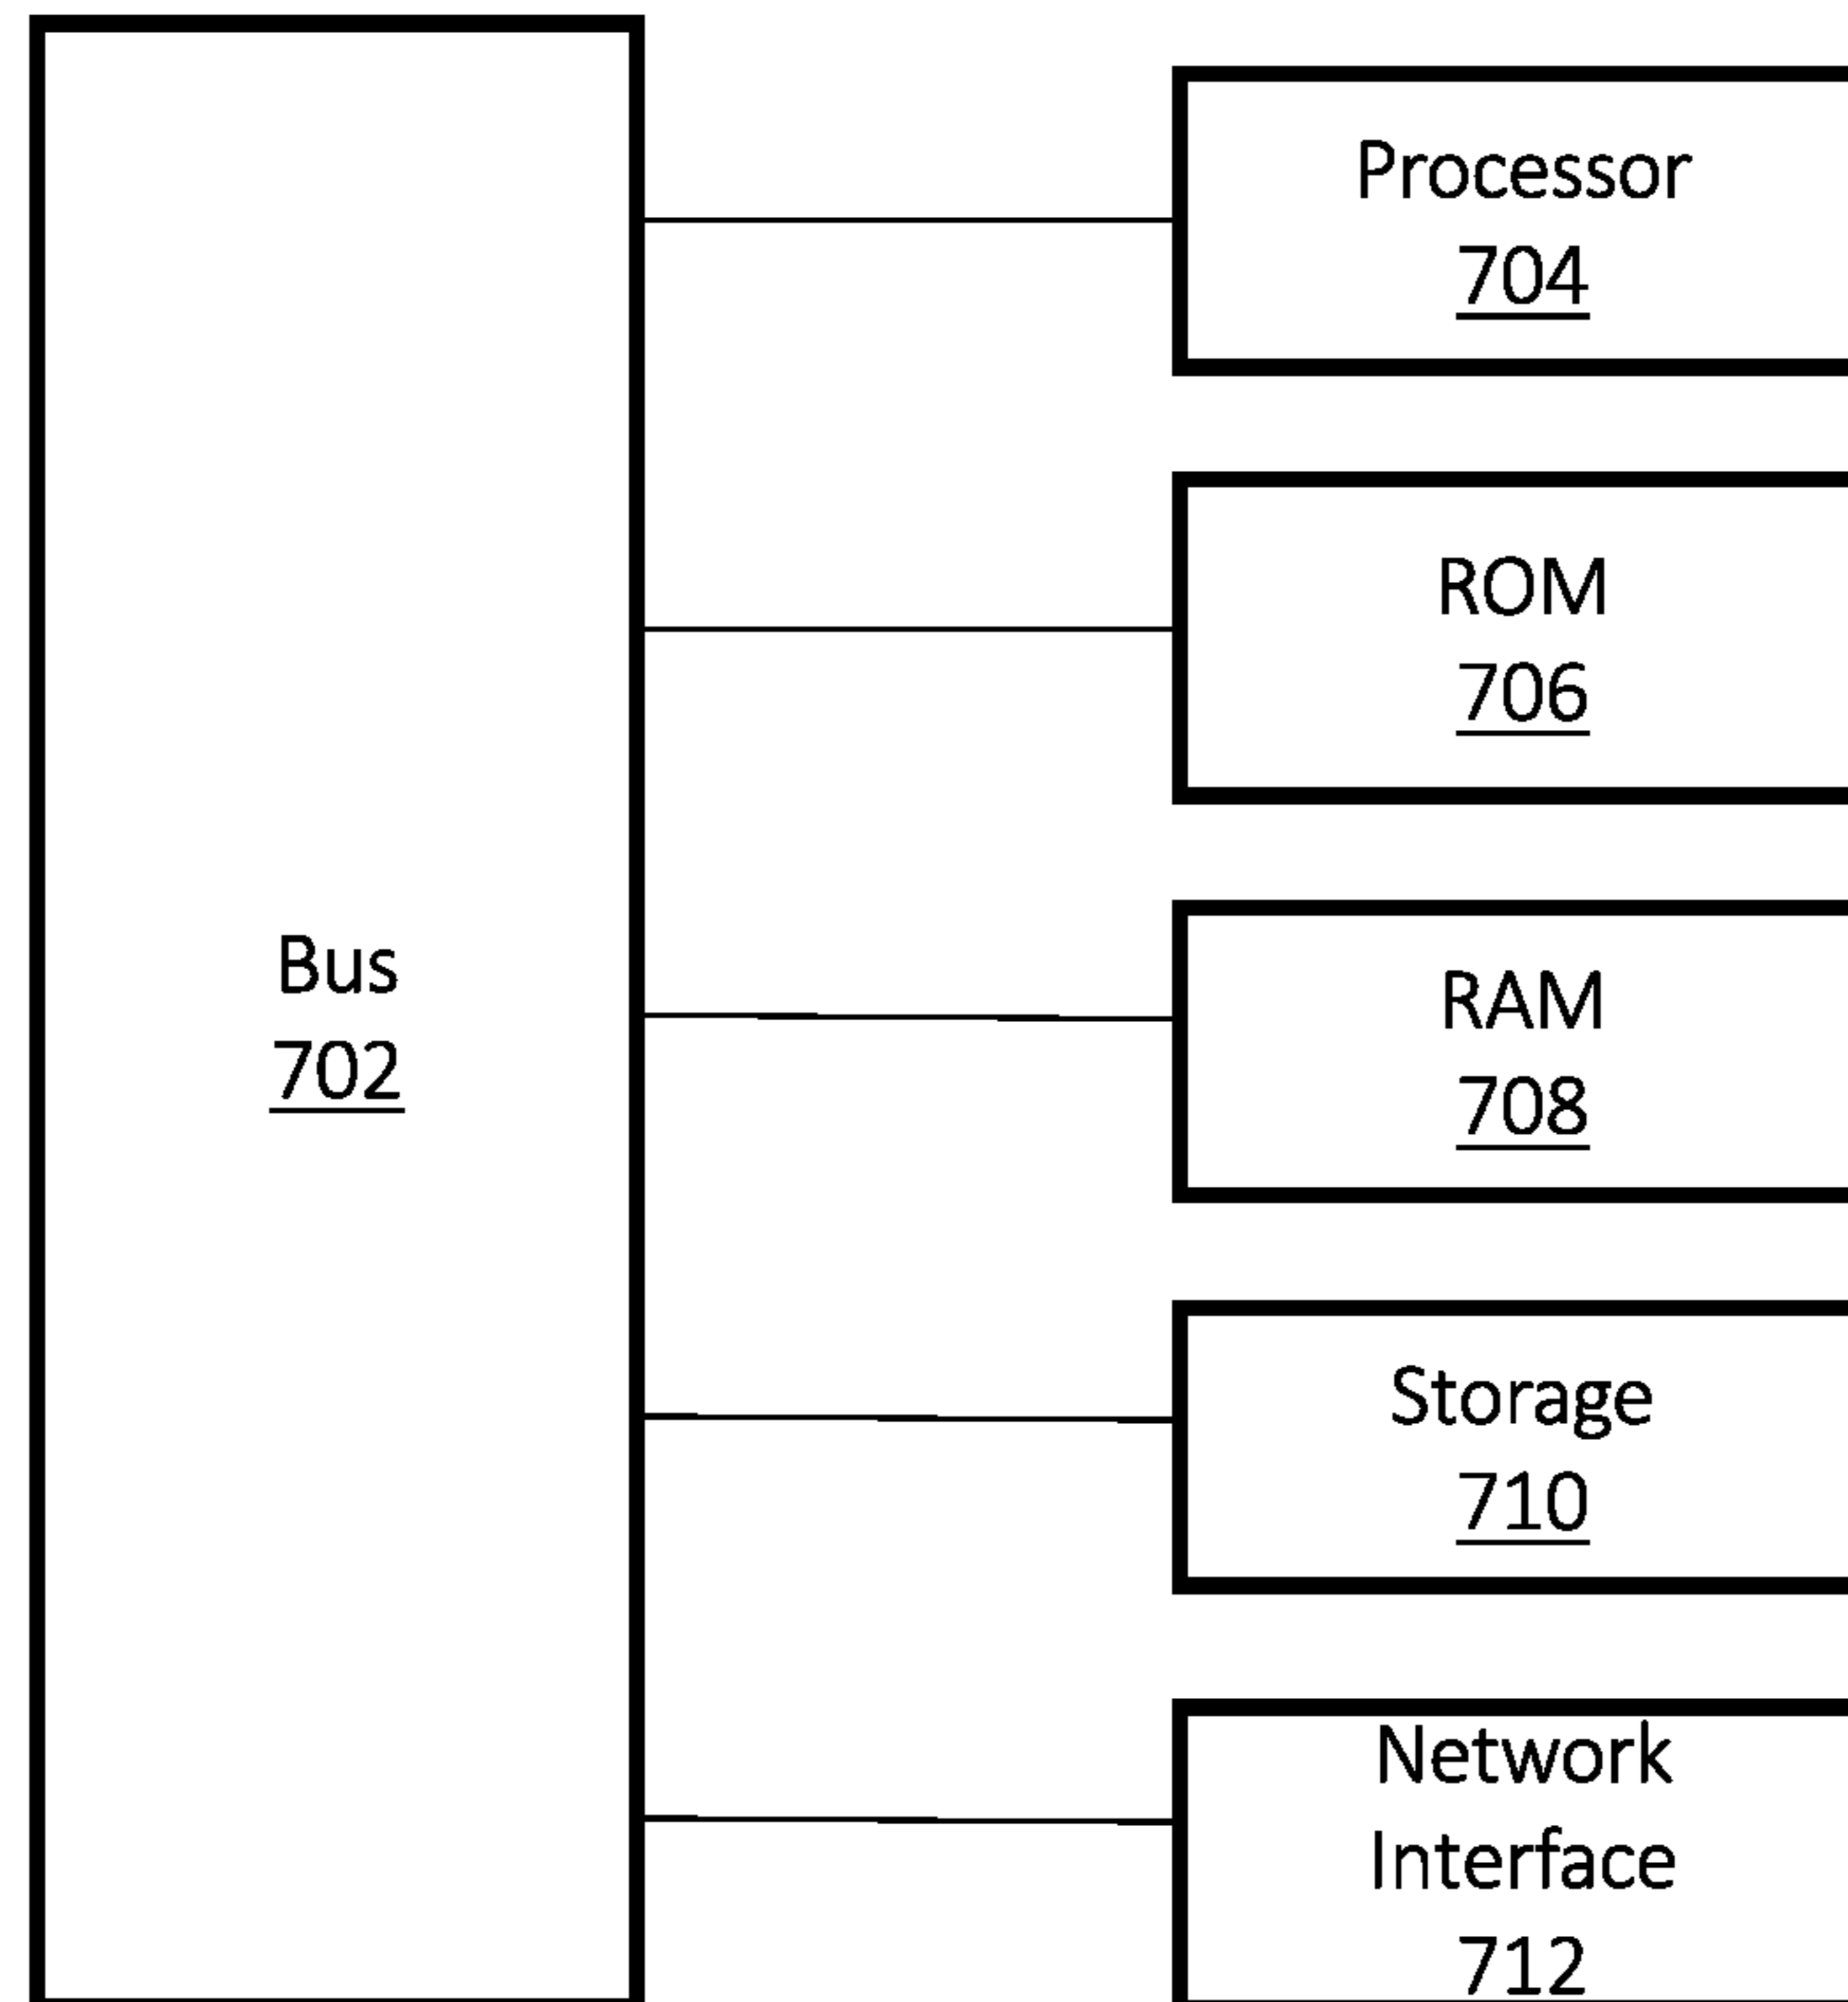 Processor
704
ROM
706
Bus
702
RAM
708
Storage
710
Network
Interface
712